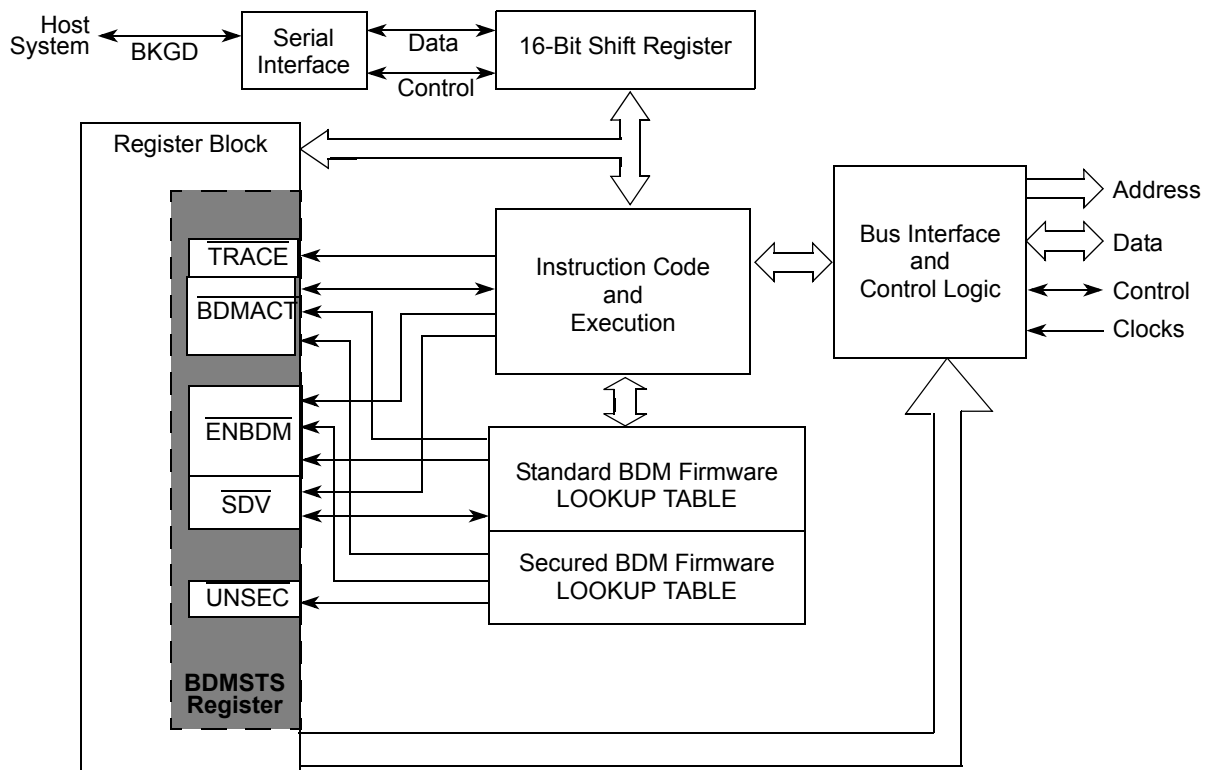 Host
System
BKGD
Serial
Interface
Data
Control
16-Bit Shift Register
Register Block
TRACE
BDMACT
ENBDM
SDV
UNSEC
BDMSTS
Register
Instruction Code
and
Execution
Standard BDM Firmware
LOOKUP TABLE
Secured BDM Firmware
LOOKUP TABLE
Bus Interface
and
Control Logic
Address
Data
Control
Clocks